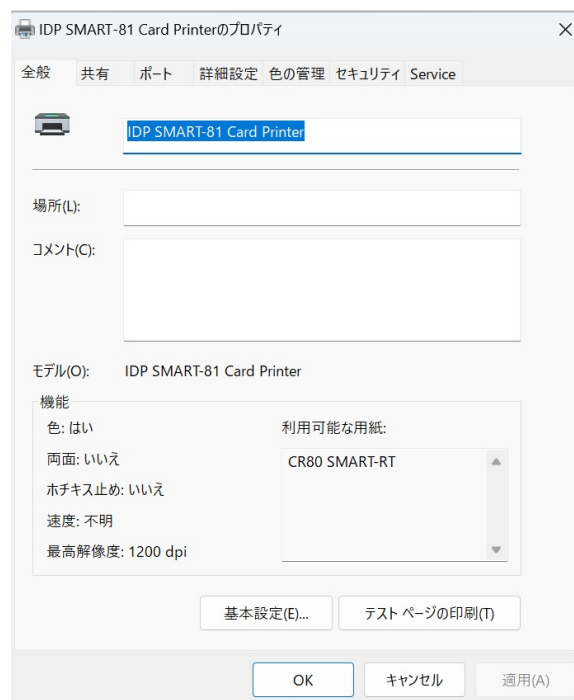 IDP SMART-81 Card Printerのプロパティ
全般 共有 ポート 詳細設定 色の管理 セキュリティ Service
IDP SMART-81 Card Printer
場所(L):
コメント(C):
モデル(O): IDP SMART-81 Card Printer
機能
色: はい 利用可能な用紙:
両面: いいえ CR80 SMART-RT
ホチキス止め: いいえ
速度: 不明
最高解像度: 1200 dpi
基本設定(E)... テスト ページの印刷(T)
OK キャンセル 適用(A)